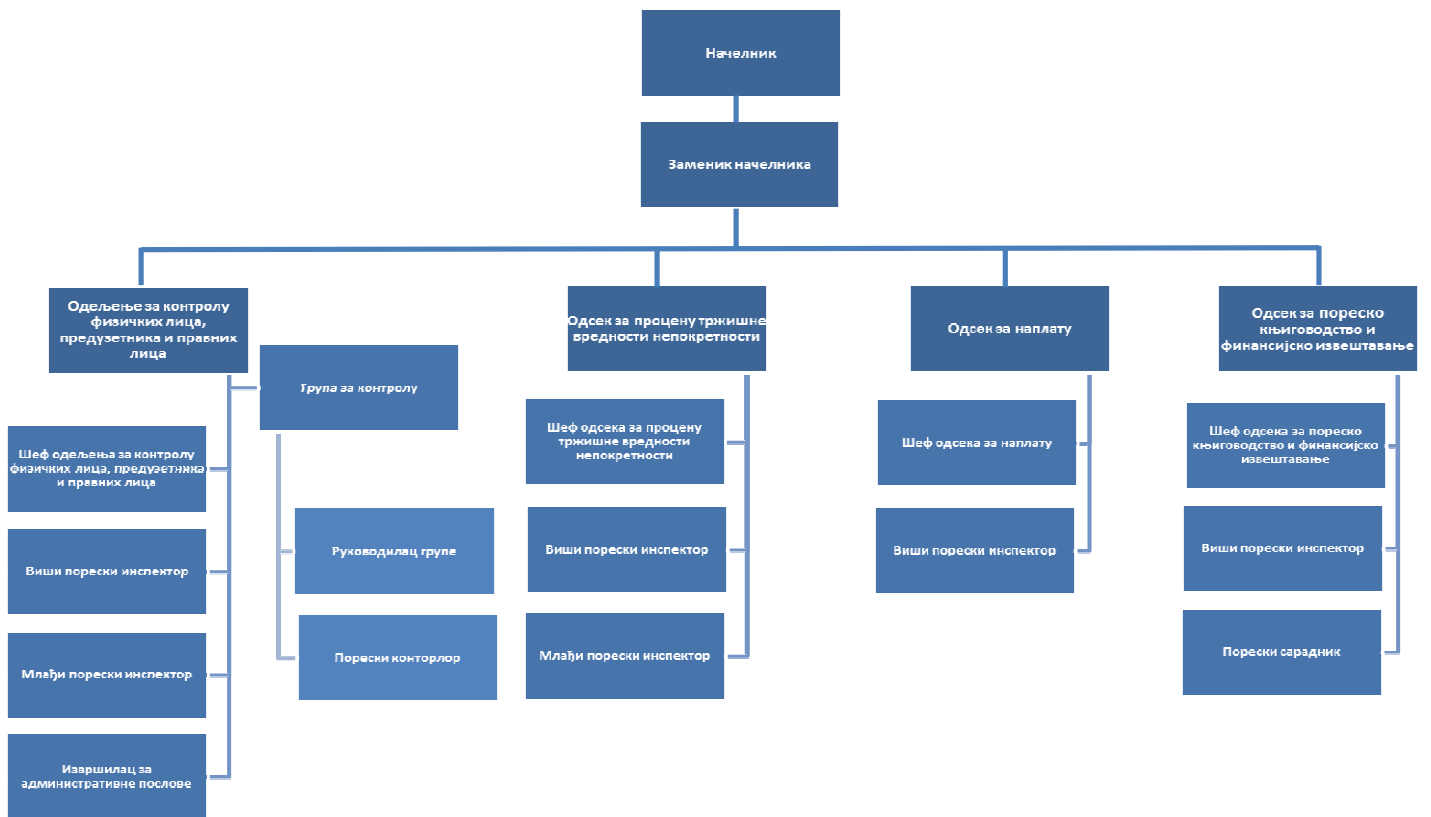 Начелник
Заменик начелника
Одељење за контролу
физичких лица,
предузетника и правних
лица
Група за контролу
Шеф одељења за контролу
физичких лица, предузетника
и правних лица
Виши порески инспектор
Млађи порески инспектор
Извршилац за
административне послове
Руководилац групе
Порески конторлор
Одсек за процену тржишне
вредности непокретности
Шеф одсека за процену
тржишне вредности
непокретности
Виши порески инспектор
Млађи порески инспектор
Одсек за наплату
Шеф одсека за наплату
Виши порески инспектор
Одсек за пореско
књиговодство и
финансијско извештавање
Шеф одсека за пореско
књиговодство и финансијско
извештавање
Виши порески инспектор
Порески сарадник